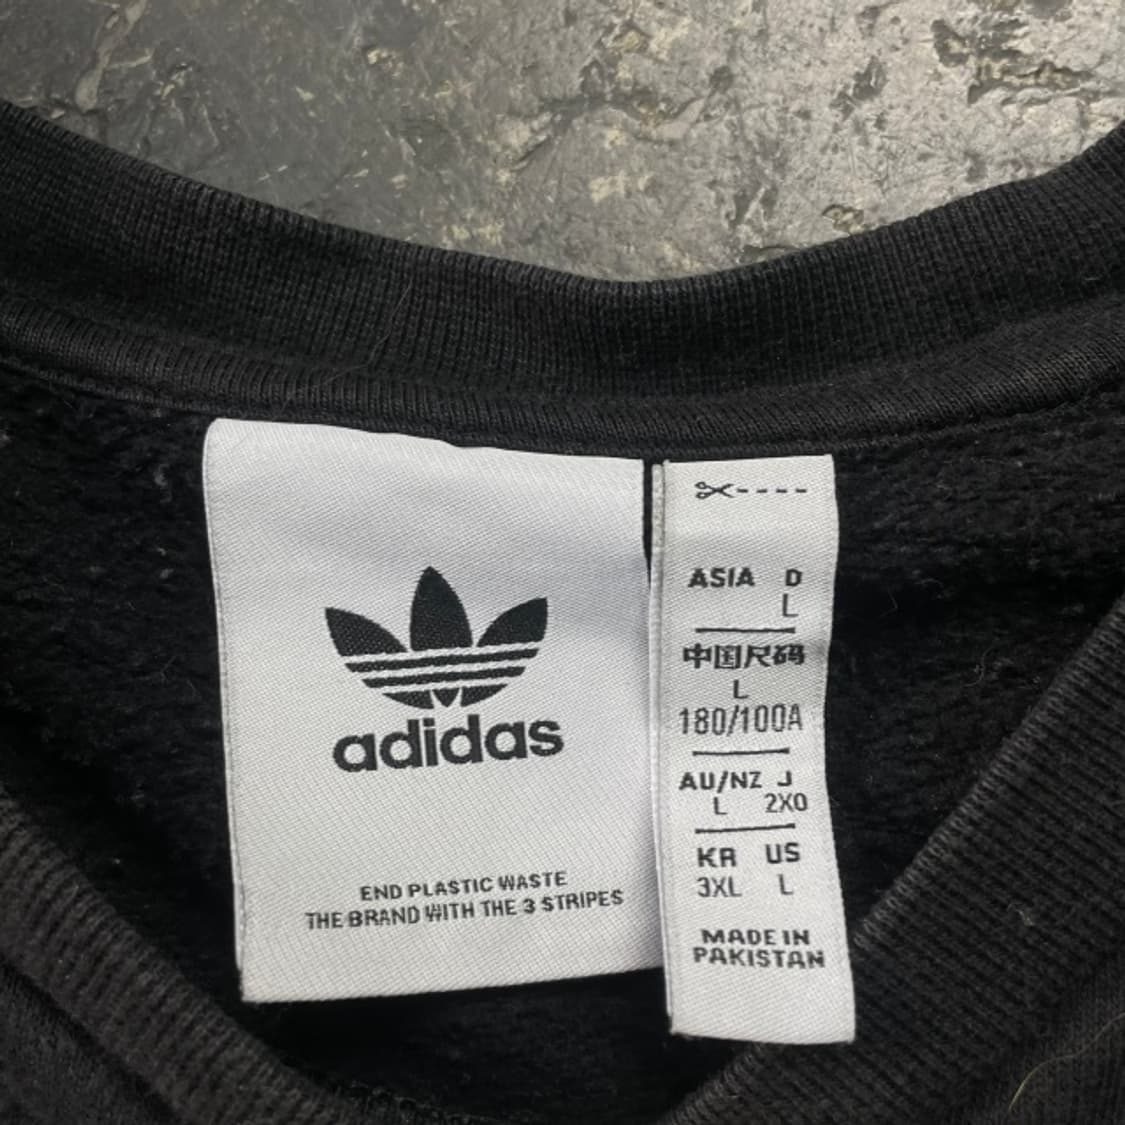 adidas
END PLASTIC WASTE
THE BRAND WITH THE 3 STRIPES
ASIA D
L
中国尺码
L
180/100A
AU/NZ J
L 2XO
KR US
3XL L
MADE IN
PAKISTAN